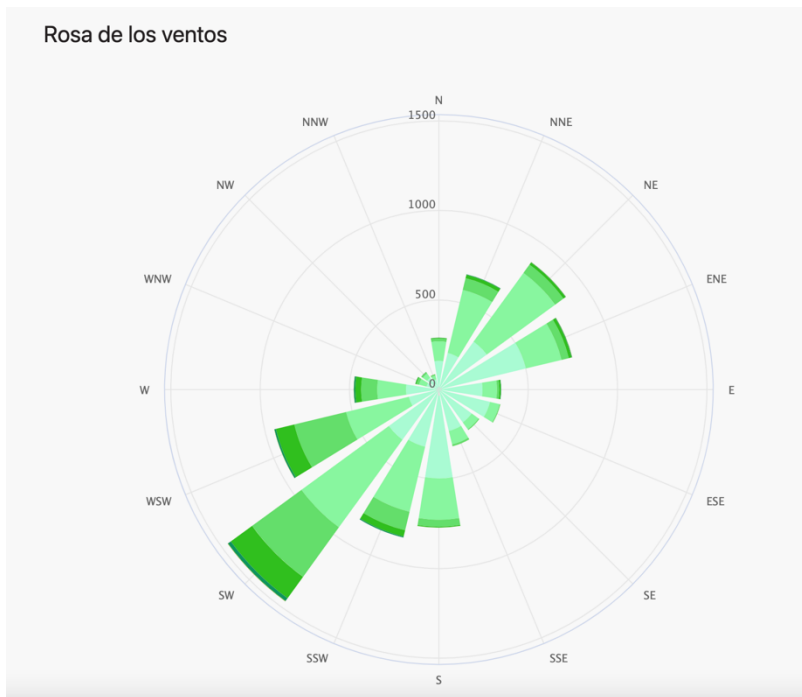 Rosa de los ventos
N
NNE
NE
ENE
E
ESE
SE
SSE
S
SSW
SW
WSW
W
WNW
NW
NNW
1500
1000
500
0